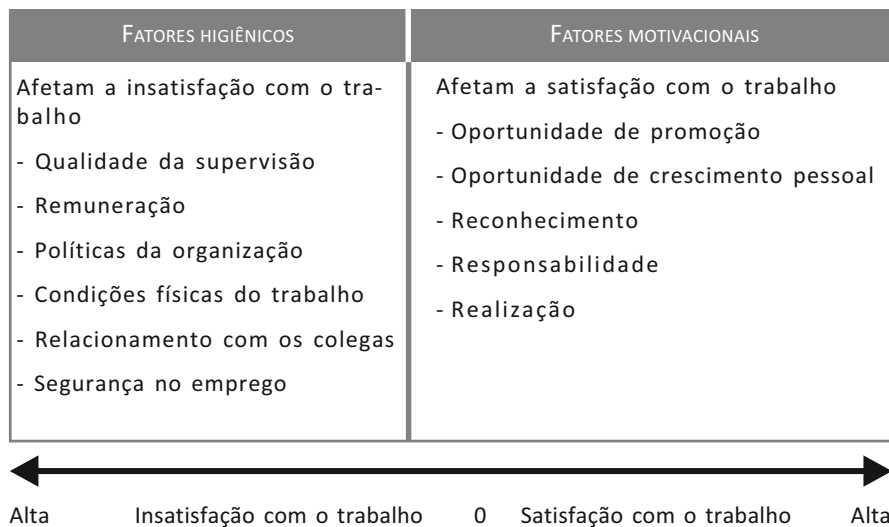 FATORES HIGIÊNICOS
Afetam a insatisfação com o tra-
balho
- Qualidade da supervisão
- Remuneração
- Políticas da organização
- Condições físicas do trabalho
- Relacionamento com os colegas
- Segurança no emprego
FATORES MOTIVACIONAIS
Afetam a satisfação com o trabalho
- Oportunidade de promoção
- Oportunidade de crescimento pessoal
- Reconhecimento
- Responsabilidade
- Realização
Alta Insatisfação com o trabalho 0 Satisfação com o trabalho Alta